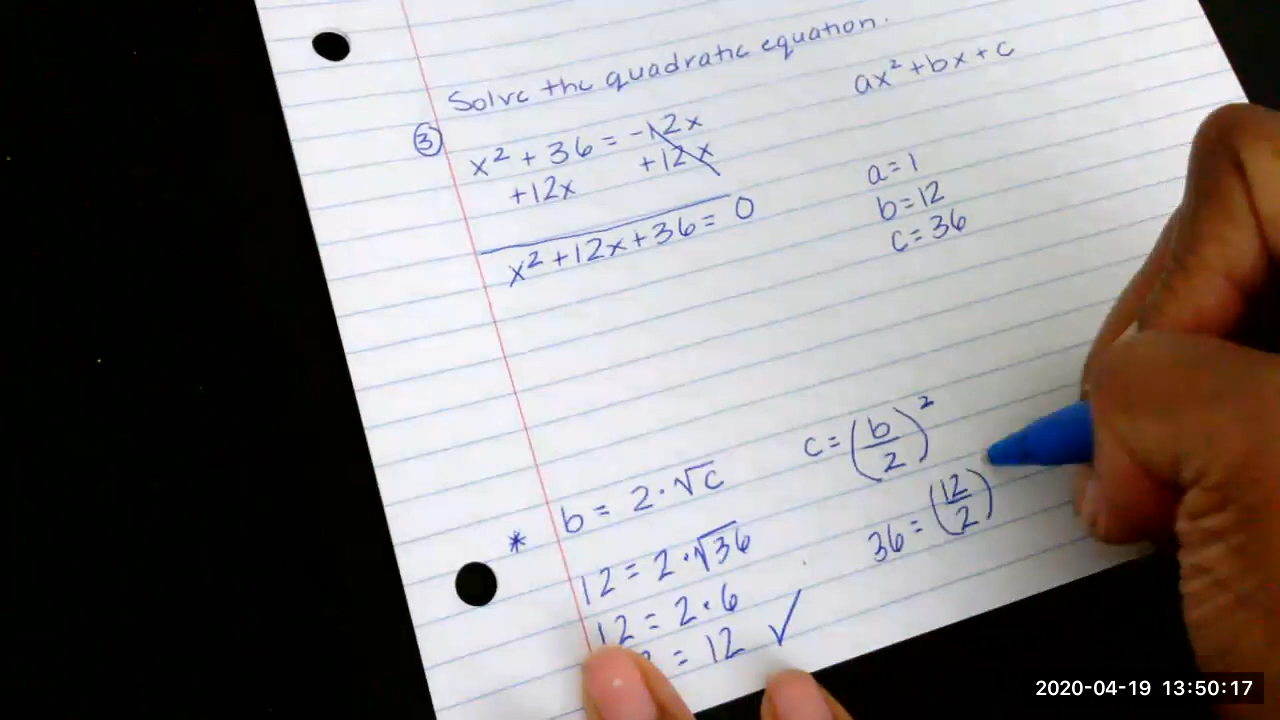 Solve the quadratic equation.
ax² + bx + c
③
x² + 36 = -12x
+12x +12x
x² + 12x + 36 = 0
a = 1
b = 12
c = 36
* b = 2 · √c
12 = 2 · √36
12 = 2 · 6
= 12 ✓
c = (b/2)²
36 = (12/2)
2020-04-19 13:50:17